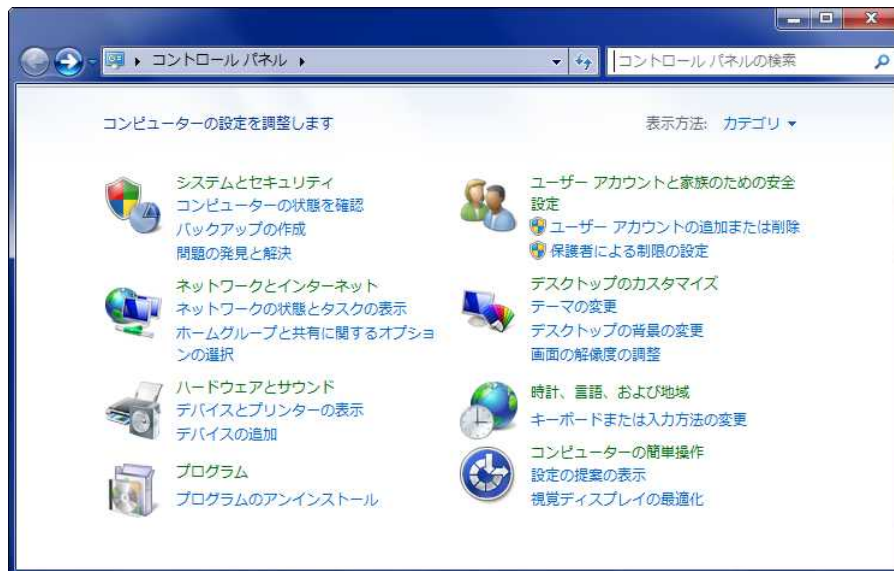 コントロール パネル
コントロール パネルの検索
コンピューターの設定を調整します
表示方法: カテゴリ
システムとセキュリティ
コンピューターの状態を確認
バックアップの作成
問題の発見と解決
ネットワークとインターネット
ネットワークの状態とタスクの表示
ホームグループと共有に関するオプショ
ンの選択
ハードウェアとサウンド
デバイスとプリンターの表示
デバイスの追加
プログラム
プログラムのアンインストール
ユーザー アカウントと家族のための安全
設定
ユーザー アカウントの追加または削除
保護者による制限の設定
デスクトップのカスタマイズ
テーマの変更
デスクトップの背景の変更
画面の解像度の調整
時計、言語、および地域
キーボードまたは入力方法の変更
コンピューターの簡単操作
設定の提案の表示
視覚ディスプレイの最適化